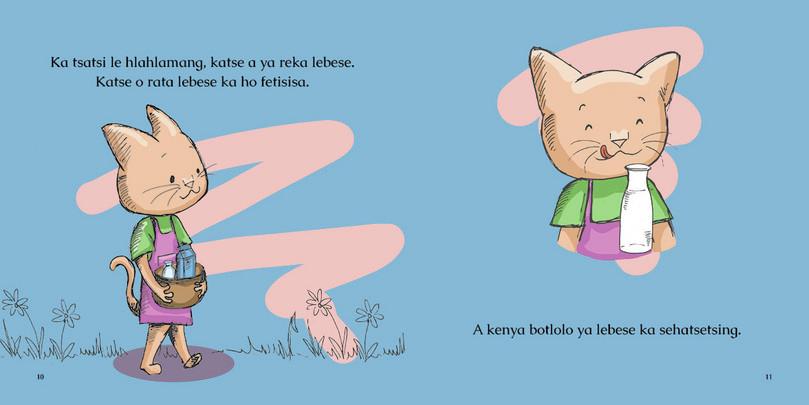 Ka tsatsi le hlahlamang, katse a ya reka lebese.
Katse o rata lebese ka ho fetisisa.
10
A kenya botlolo ya lebese ka sehatsetsing.
11